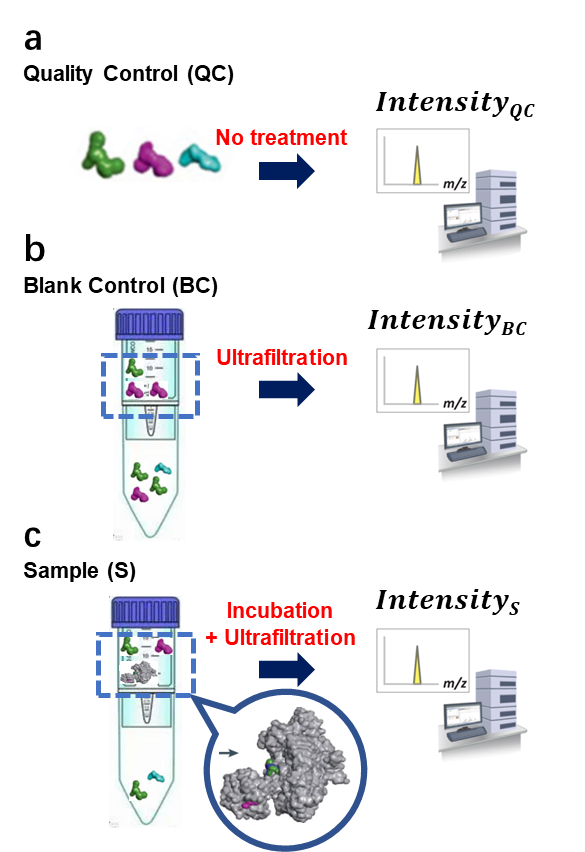 a
Quality Control (QC)
No treatment
Intensity_QC
m/z
b
Blank Control (BC)
Ultrafiltration
Intensity_BC
m/z
c
Sample (S)
Incubation
+ Ultrafiltration
Intensity_S
m/z